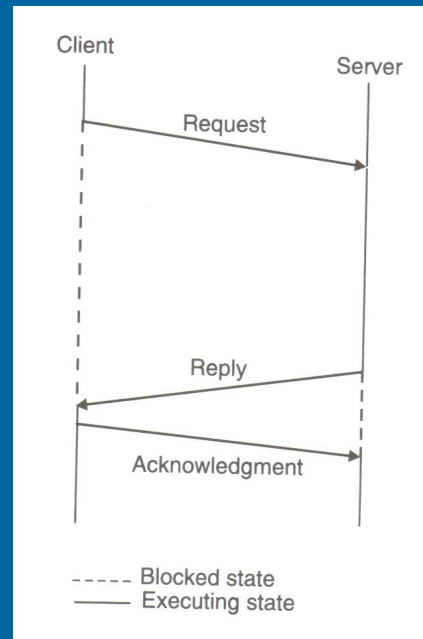 Client
Server
Request
Reply
Acknowledgment
Blocked state
Executing state